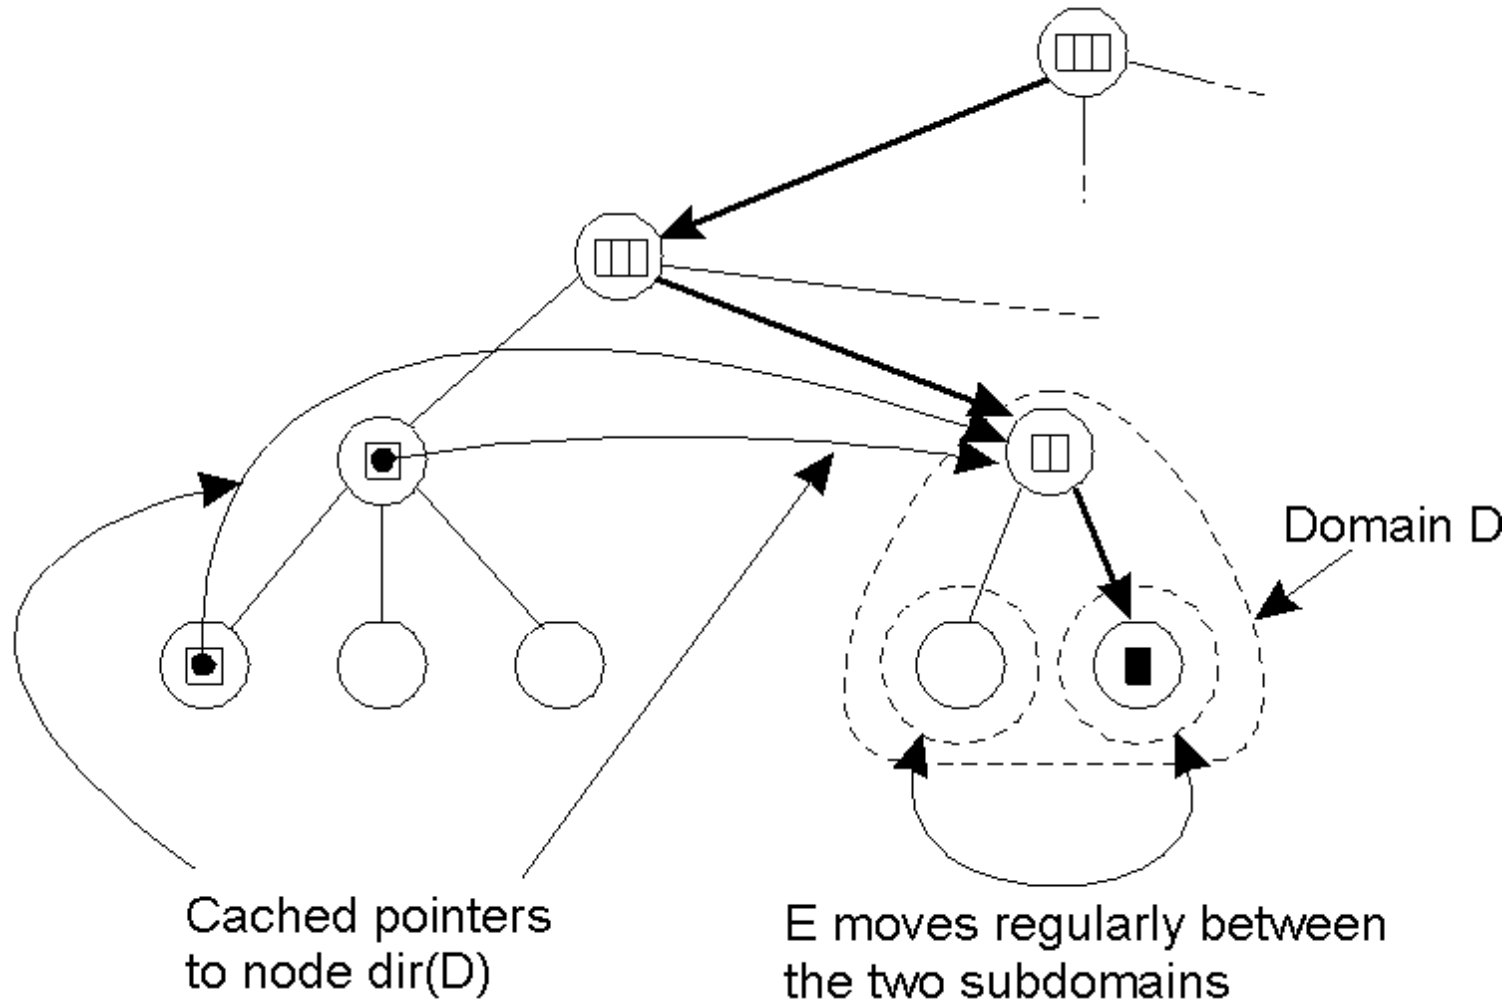 Domain D
Cached pointers
to node dir(D)
E moves regularly between
the two subdomains